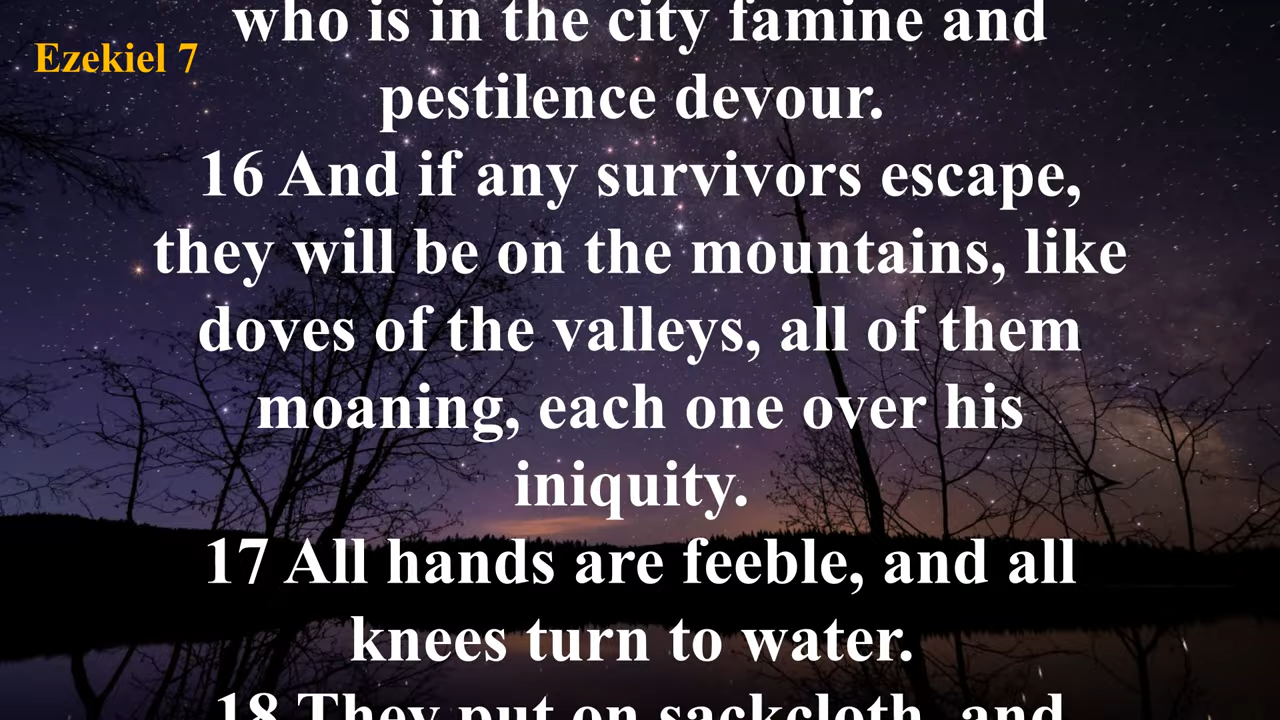 who is in the city famine and
Ezekiel 7
pestilence devour.
16 And if any survivors escape,
they will be on the mountains, like
doves of the valleys, all of them
moaning, each one over his
iniquity.
17 All hands are feeble, and all
knees turn to water.
18 They put on sackcloth, and